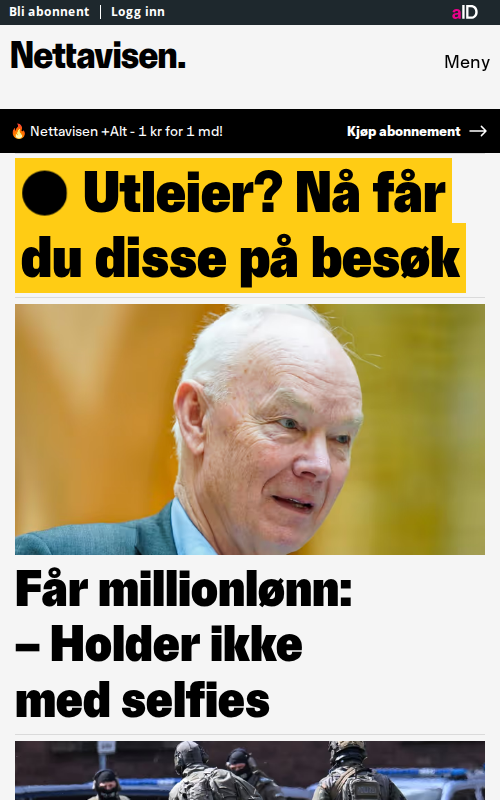 Bli abonnent | Logg inn
aID
Nettavisen.
Meny
🔥 Nettavisen +Alt - 1 kr for 1 md!
Kjøp abonnement →
● Utleier? Nå får
du disse på besøk
Får millionlønn:
– Holder ikke
med selfies